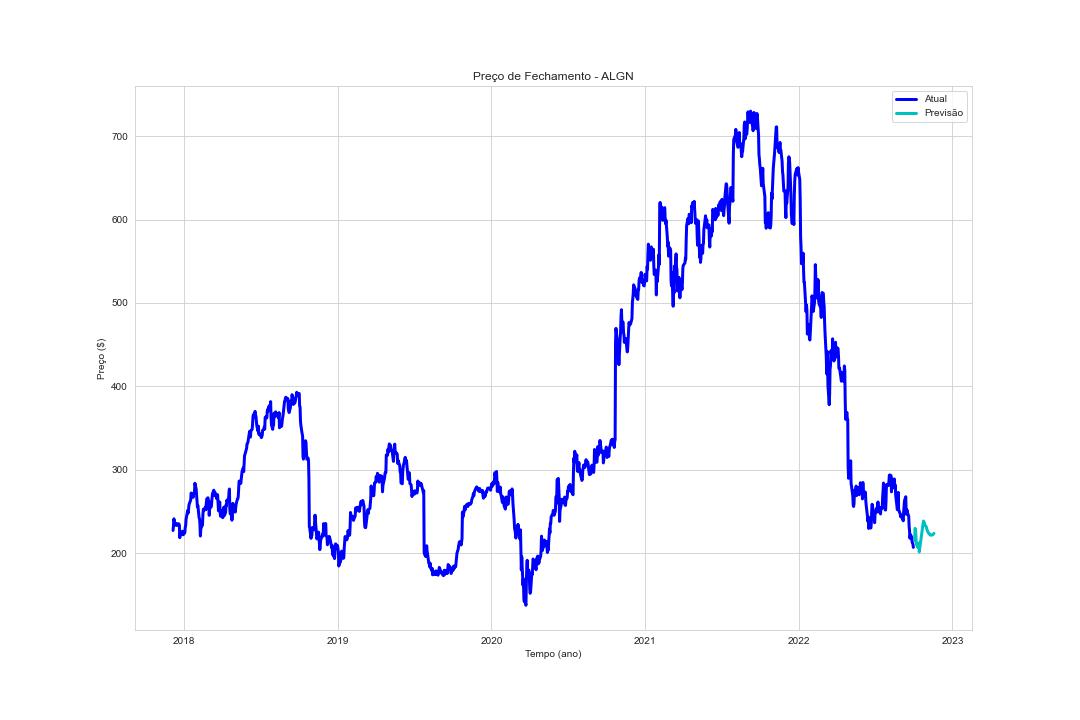 Preço de Fechamento - ALGN
Atual
Previsão
Preço ($)
700
600
500
400
300
200
2018
2019
2020
2021
2022
2023
Tempo (ano)